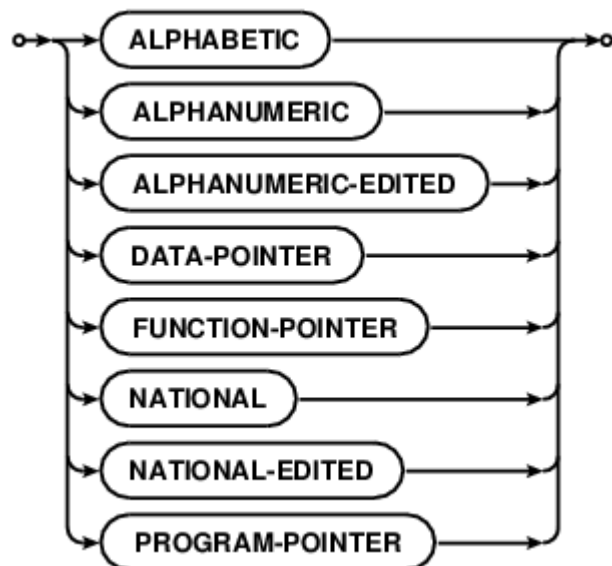 ALPHABETIC
ALPHANUMERIC
ALPHANUMERIC-EDITED
DATA-POINTER
FUNCTION-POINTER
NATIONAL
NATIONAL-EDITED
PROGRAM-POINTER